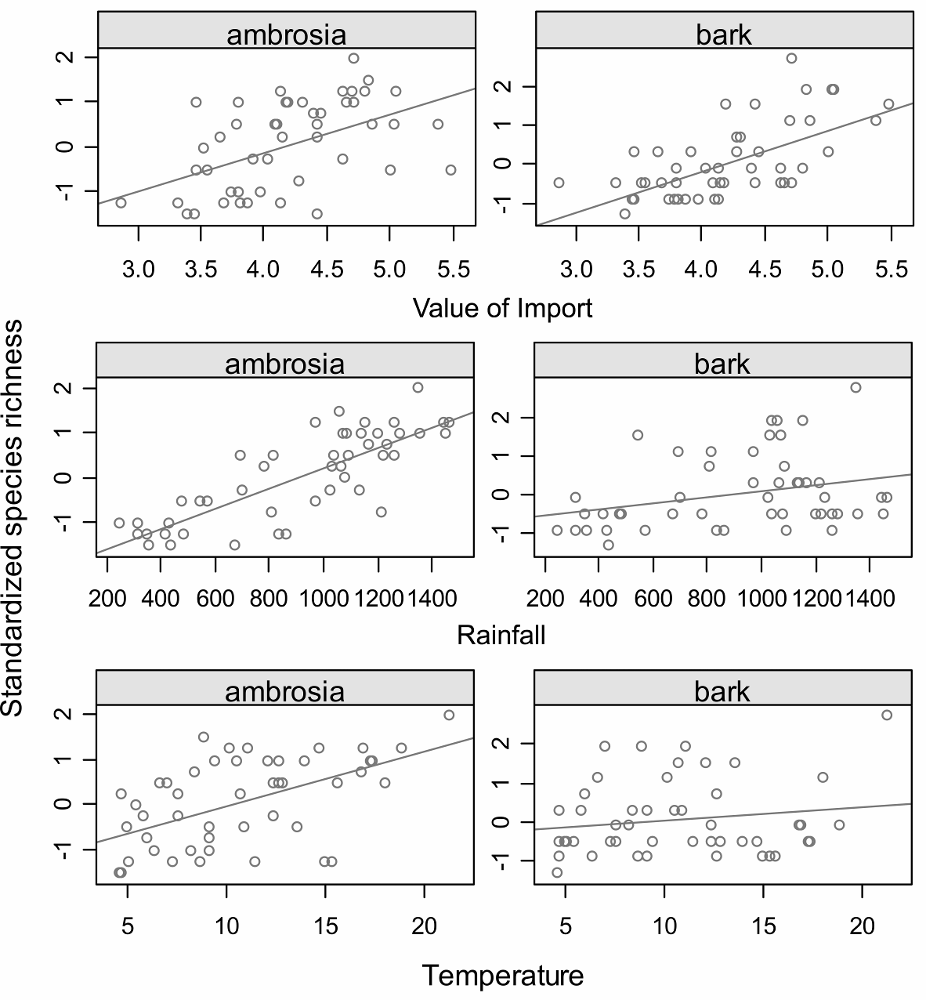 ambrosia bark
2 1 0 -1
2 1 0 -1
3.0 3.5 4.0 4.5 5.0 5.5 3.0 3.5 4.0 4.5 5.0 5.5
Value of Import
Standardized species richness
ambrosia bark
2 1 0 -1
2 1 0 -1
200 400 600 800 1000 1200 1400 200 400 600 800 1000 1200 1400
Rainfall
ambrosia bark
2 1 0 -1
2 1 0 -1
5 10 15 20 5 10 15 20
Temperature